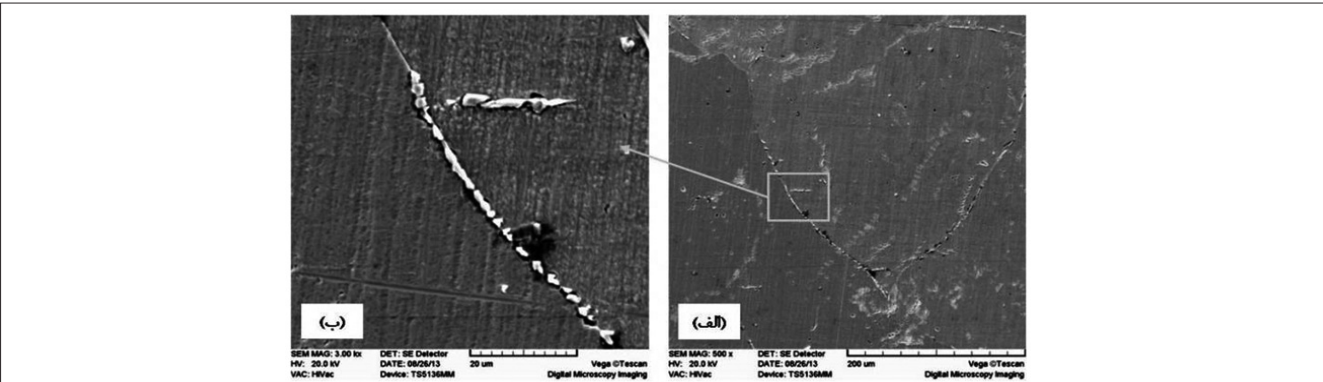 (ب)
SEM MAG: 3.00 kx DET: SE Detector
HV: 20.0 kV DATE: 08/26/13 20 um Vega ©Tescan
VAC: HiVac Device: TS5136MM Digital Microscopy Imaging
(الف)
SEM MAG: 500 x DET: SE Detector
HV: 20.0 kV DATE: 08/26/13 200 um Vega ©Tescan
VAC: HiVac Device: TS5136MM Digital Microscopy Imaging